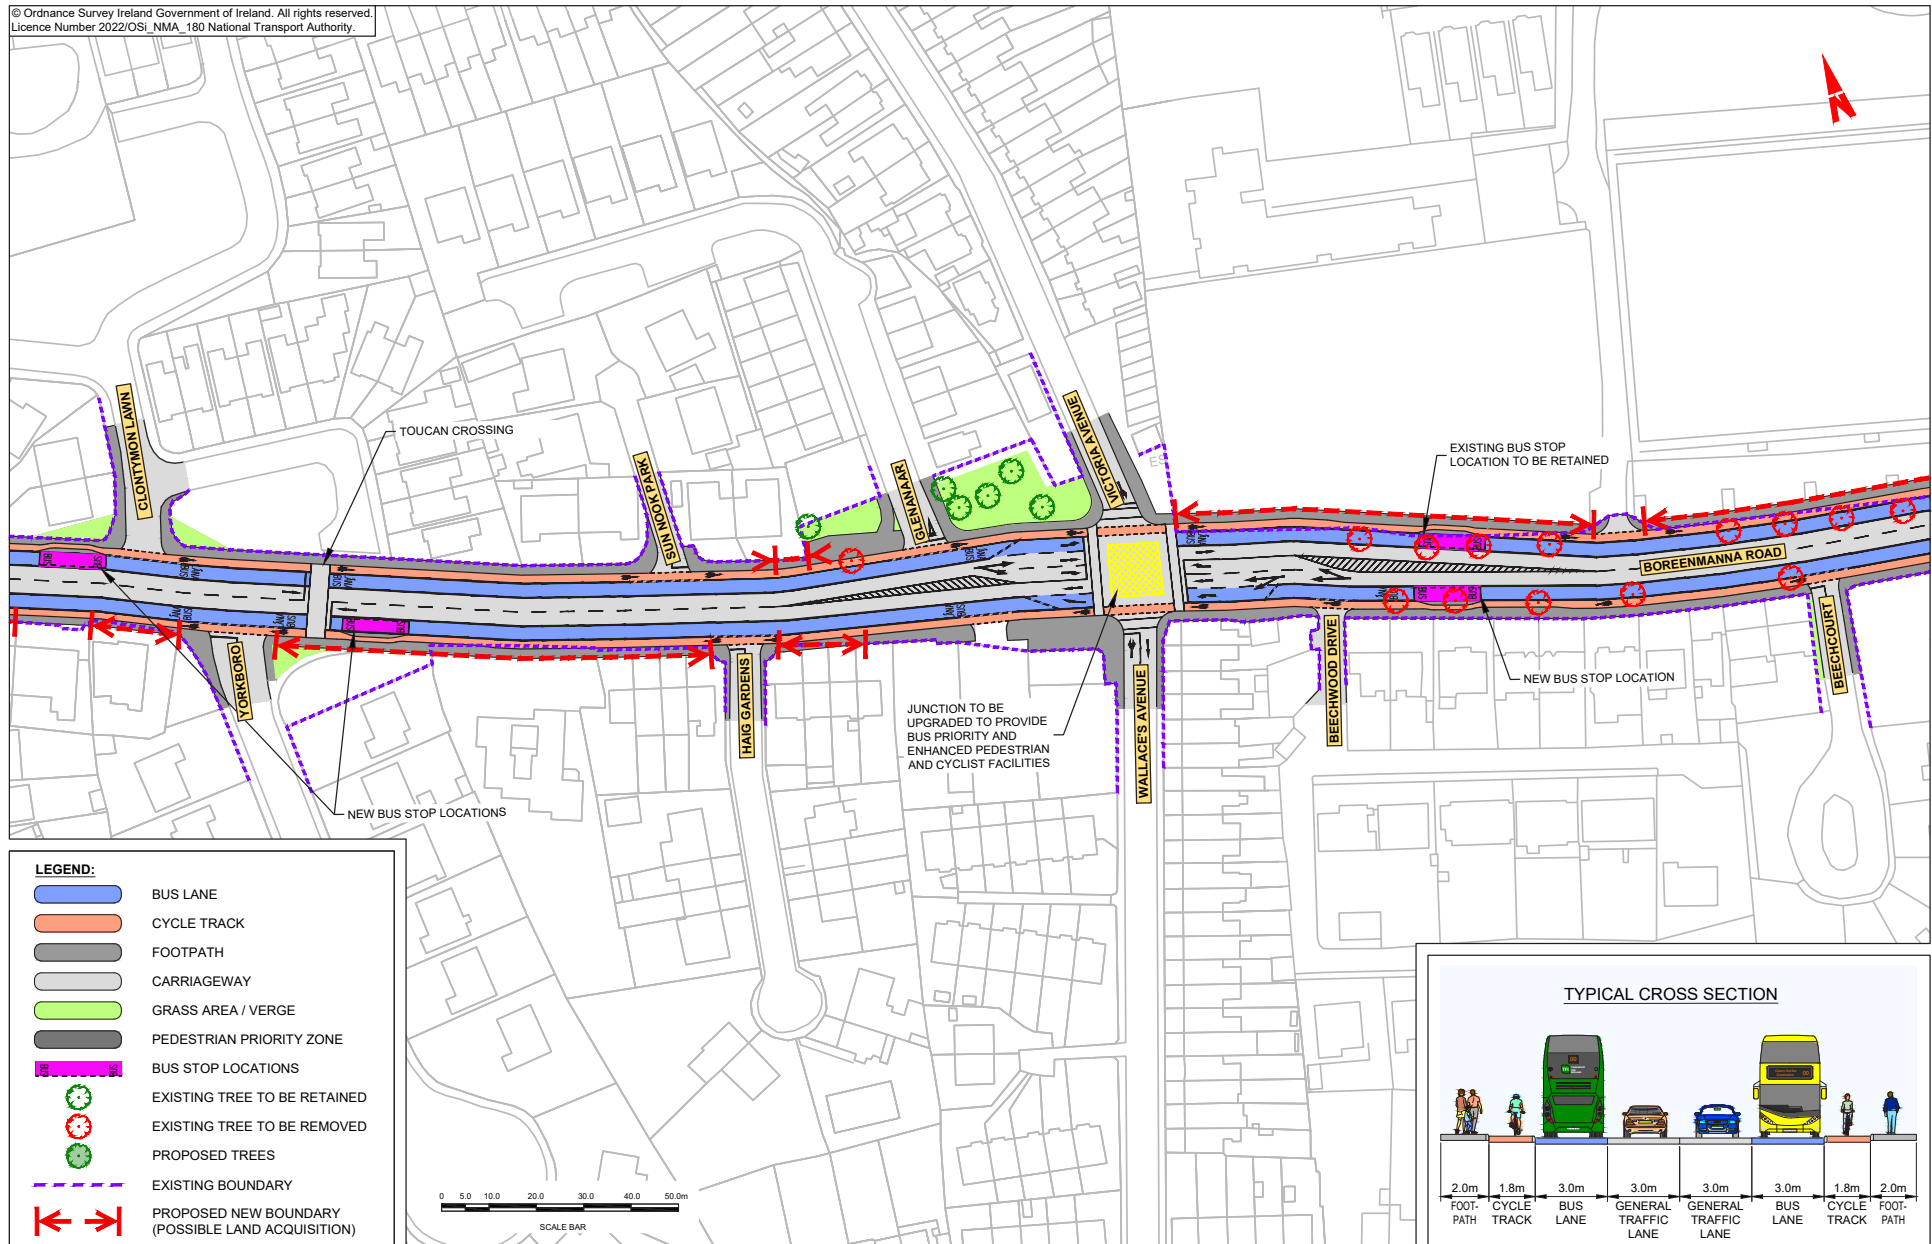 © Ordnance Survey Ireland Government of Ireland. All rights reserved.
Licence Number 2022/OSi_NMA_180 National Transport Authority.
CLONTYMON LAWN
TOUCAN CROSSING
SUN NOOK PARK
GLENANAAR
VICTORIA AVENUE
EXISTING BUS STOP
LOCATION TO BE RETAINED
BOREENMANNA ROAD
BUS
BUS
BUS
BUS
BUS
BUS
YORKBORO
HAIG GARDENS
JUNCTION TO BE
UPGRADED TO PROVIDE
BUS PRIORITY AND
ENHANCED PEDESTRIAN
AND CYCLIST FACILITIES
WALLACE'S AVENUE
BEECHWOOD DRIVE
NEW BUS STOP LOCATION
BEECHCOURT
NEW BUS STOP LOCATIONS
LEGEND:
BUS LANE
CYCLE TRACK
FOOTPATH
CARRIAGEWAY
GRASS AREA / VERGE
PEDESTRIAN PRIORITY ZONE
BUS BUS
BUS STOP LOCATIONS
EXISTING TREE TO BE RETAINED
EXISTING TREE TO BE REMOVED
PROPOSED TREES
EXISTING BOUNDARY
PROPOSED NEW BOUNDARY
(POSSIBLE LAND ACQUISITION)
0 5.0 10.0 20.0 30.0 40.0 50.0m
SCALE BAR
TYPICAL CROSS SECTION
2.0m 1.8m 3.0m 3.0m 3.0m 3.0m 1.8m 2.0m
FOOT- CYCLE BUS GENERAL GENERAL BUS CYCLE FOOT-
PATH TRACK LANE TRAFFIC TRAFFIC LANE TRACK PATH
LANE LANE